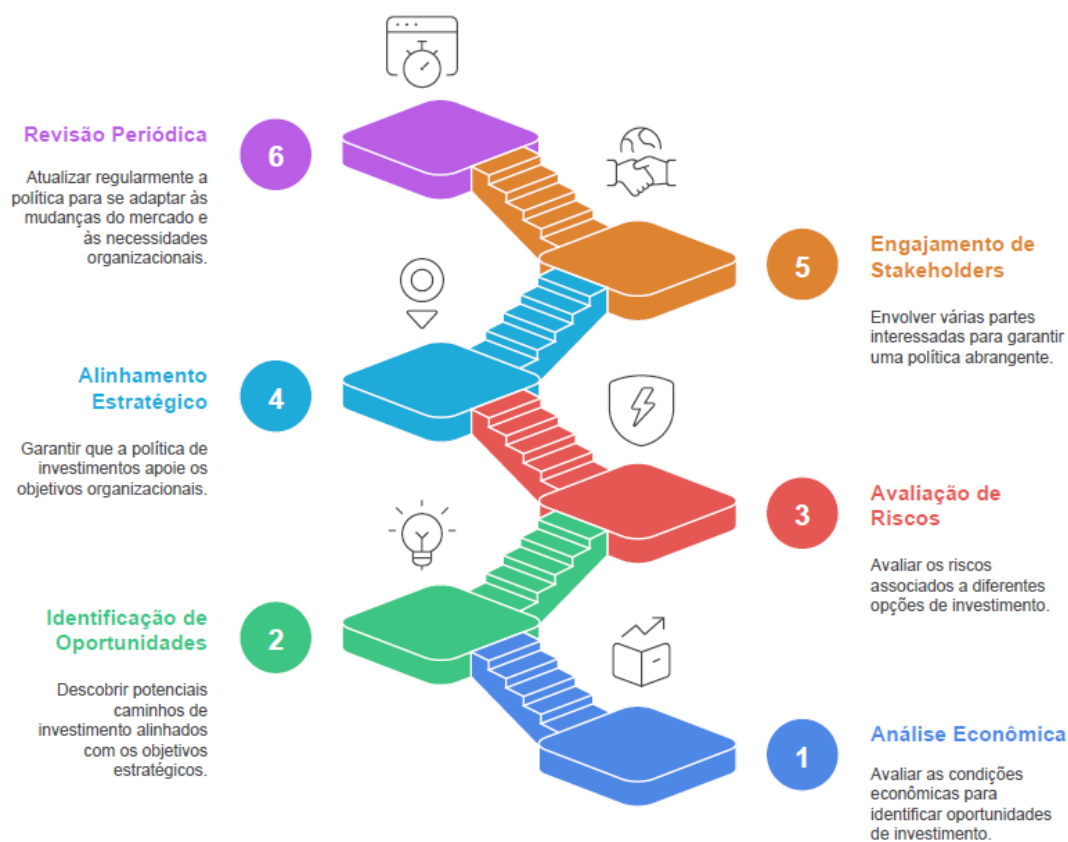 Revisão Periódica
6
Atualizar regularmente a
política para se adaptar às
mudanças do mercado e
às necessidades
organizacionais.
5
Engajamento de
Stakeholders
Envolver várias partes
interessadas para garantir
uma política abrangente.
Alinhamento
Estratégico
4
Garantir que a política de
investimentos apoie os
objetivos organizacionais.
3
Avaliação de
Riscos
Avaliar os riscos
associados a diferentes
opções de investimento.
Identificação de
Oportunidades
2
Descobrir potenciais
caminhos de
investimento alinhados
com os objetivos
estratégicos.
1
Análise Econômica
Avaliar as condições
econômicas para
identificar oportunidades
de investimento.